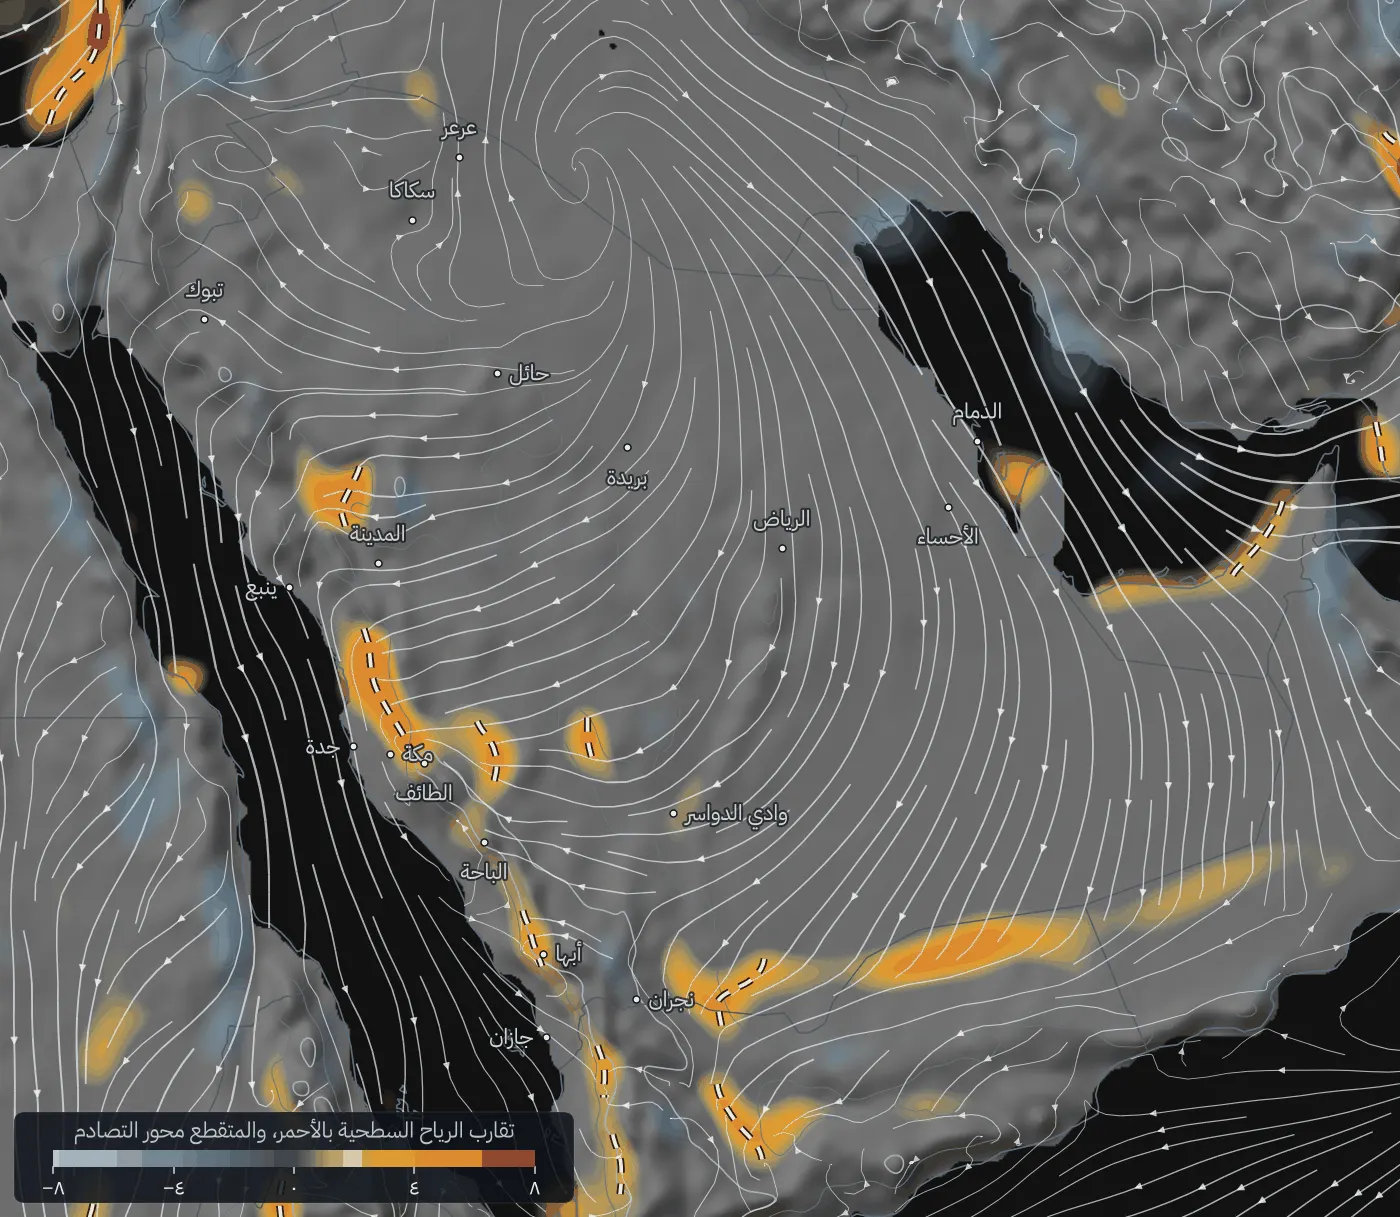 عرعر
سكاكا
تبوك
حائل
الدمام
بريدة
الرياض
الأحساء
المدينة
ينبع
جدة
مكة
الطائف
وادي الدواسر
الباحة
أبها
نجران
جازان
تقارب الرياح السطحية بالأحمر، والمتقطع محور التصادم
−٨ −٤ ٠ ٤ ٨